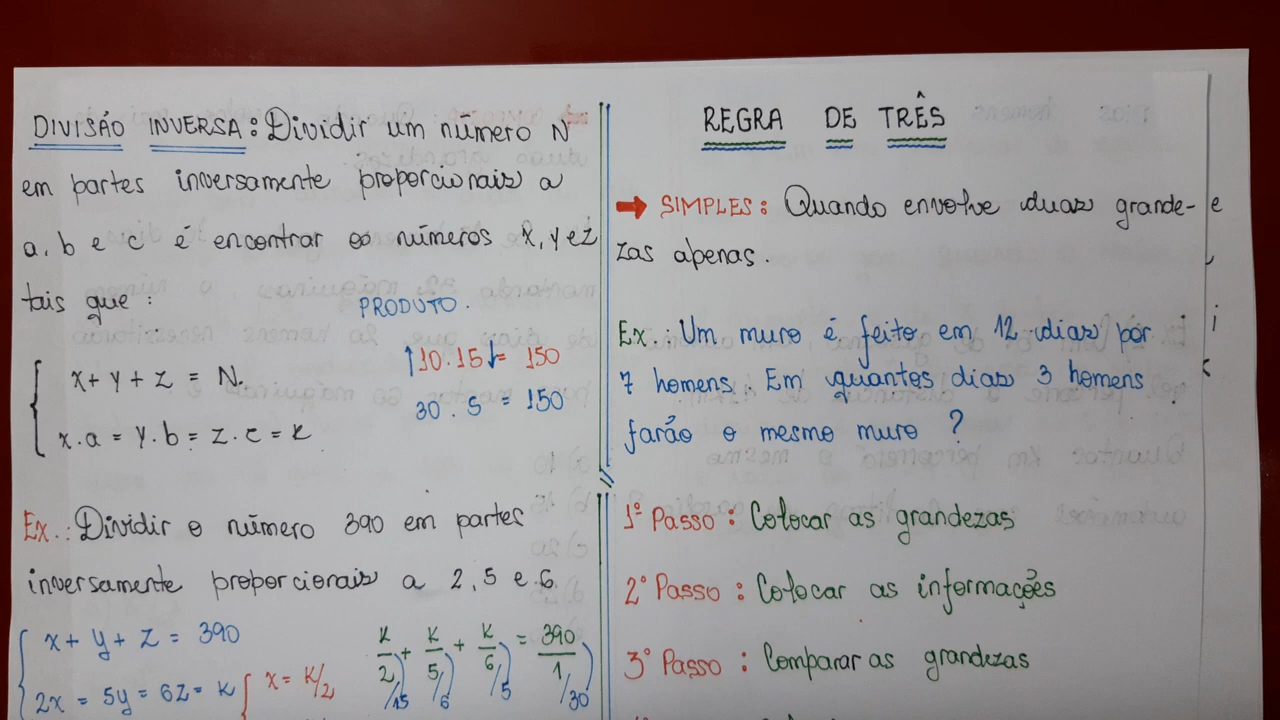 DIVISÃO INVERSA: Dividir um número N
em partes inversamente proporcionais a
a, b e c é encontrar os números x, y e z
tais que:
PRODUTO.
x + y + z = N
x.a = y.b = z.c = k
↑10.15↓ = 150
30.5 = 150
Ex.: Dividir o número 390 em partes
inversamente proporcionais a 2, 5 e 6.
x + y + z = 390
2x = 5y = 6z = k
x = k/2
k/2 + k/5 + k/6 = 390/1
/15 /6 /5 /30
REGRA DE TRÊS
→ SIMPLES: Quando envolve duas grande-
zas apenas.
Ex.: Um muro é feito em 12 dias por
7 homens. Em quantos dias 3 homens
farão o mesmo muro?
1º Passo: Colocar as grandezas
2º Passo: Colocar as informações
3º Passo: Comparar as grandezas